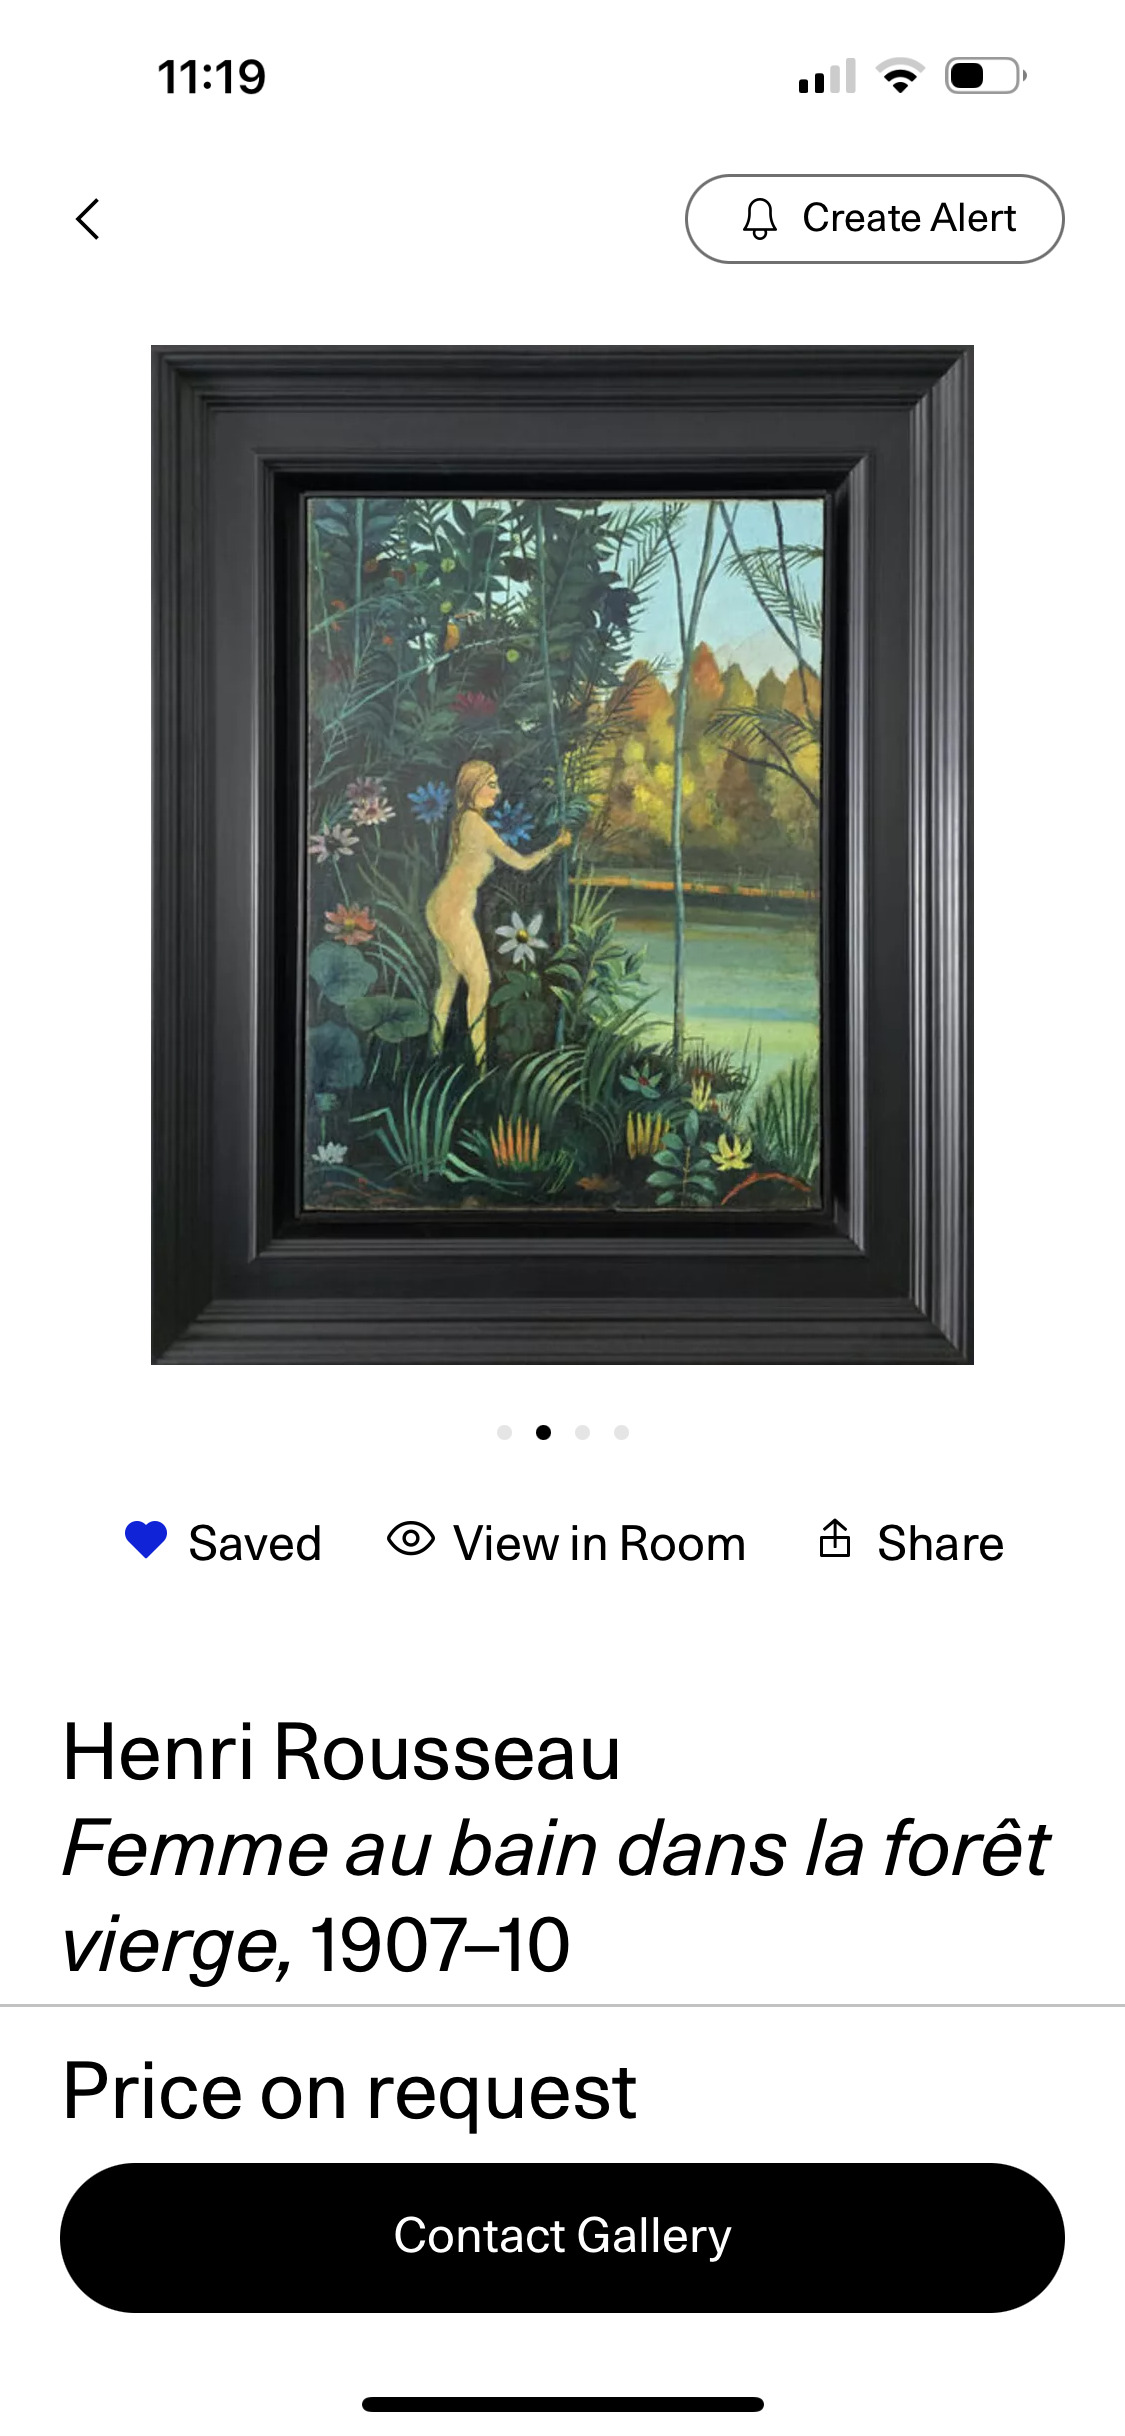 11:19
Create Alert
Saved
View in Room
Share
Henri Rousseau
Femme au bain dans la forêt
vierge, 1907–10
Price on request
Contact Gallery